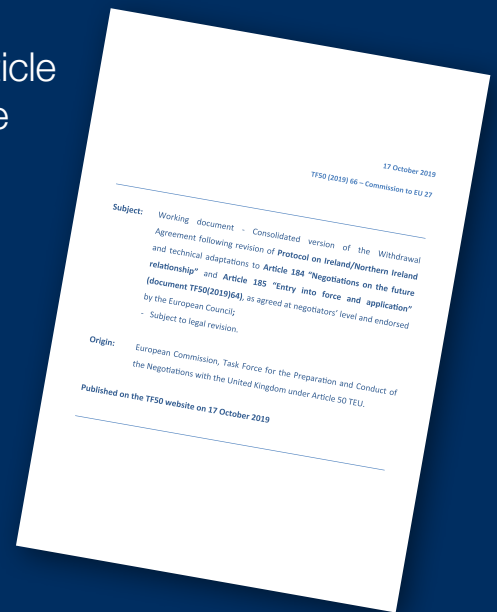 17 October 2019
TF50 (2019) 66 – Commission to EU 27
Subject: Working document - Consolidated version of the Withdrawal
Agreement following revision of Protocol on Ireland/Northern Ireland
and technical adaptations to Article 184 "Negotiations on the future
relationship" and Article 185 "Entry into force and application"
(document TF50(2019)64), as agreed at negotiators' level and endorsed
by the European Council;
- Subject to legal revision.
Origin: European Commission, Task Force for the Preparation and Conduct of
the Negotiations with the United Kingdom under Article 50 TEU.
Published on the TF50 website on 17 October 2019